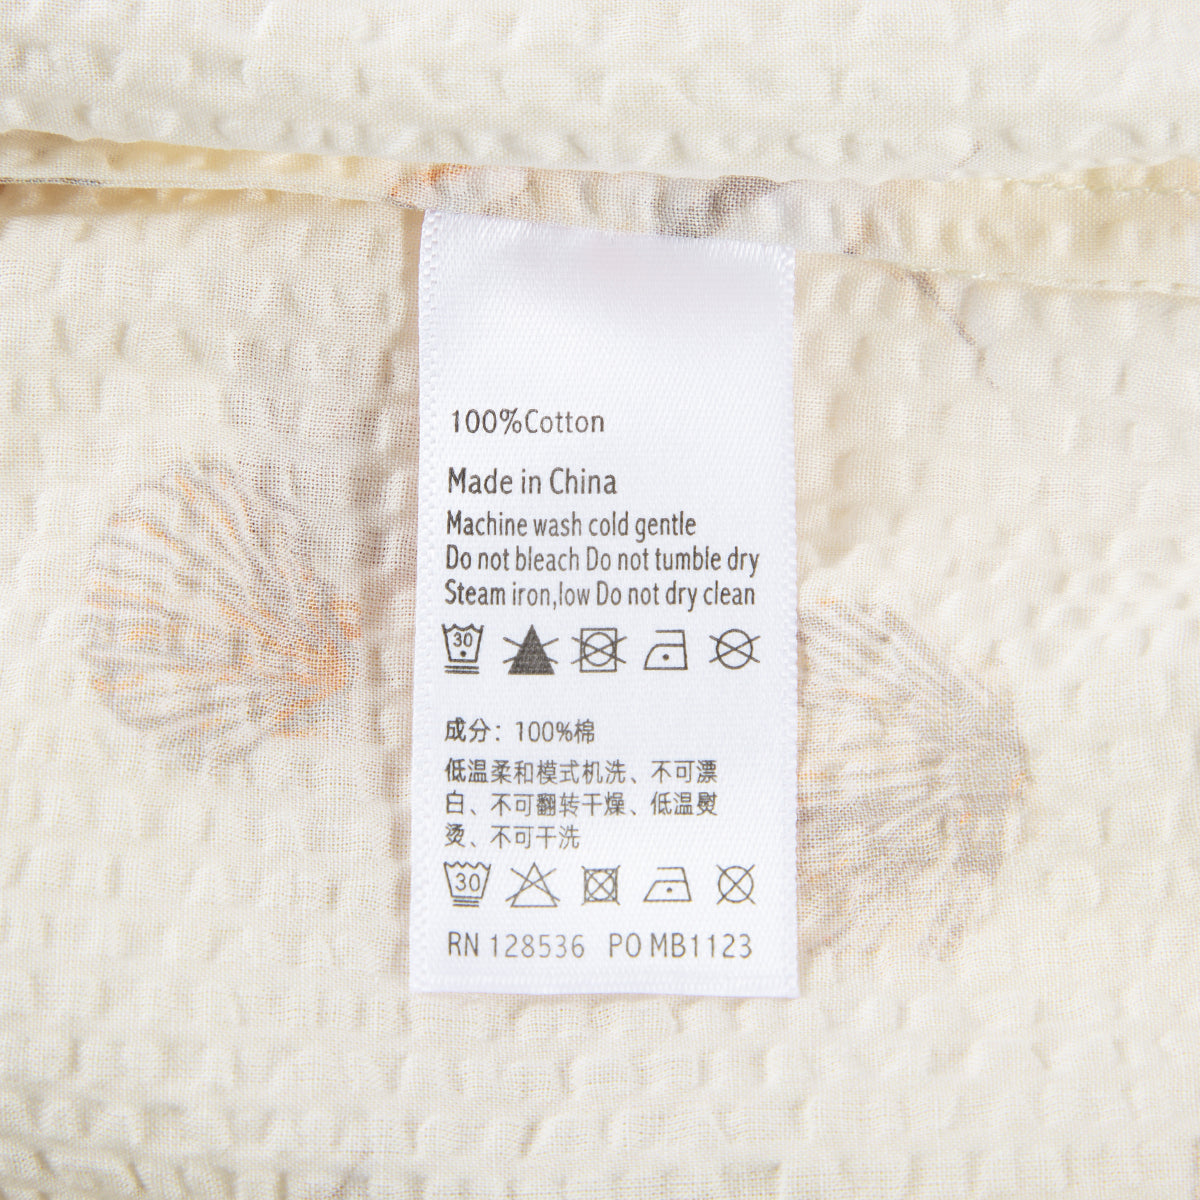 100%Cotton
Made in China
Machine wash cold gentle
Do not bleach Do not tumble dry
Steam iron,low Do not dry clean
30
成分：100%棉
低温柔和模式机洗、不可漂
白、不可翻转干燥、低温熨
烫、不可干洗
30
RN 128536 PO MB1123